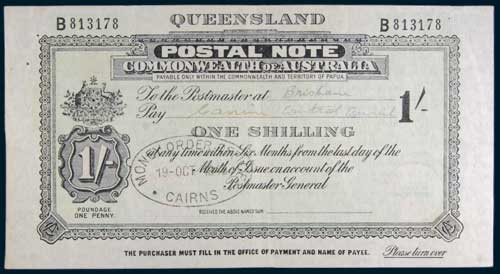 QUEENSLAND
B 813178
B 813178
POSTAL NOTE
COMMONWEALTH OF AUSTRALIA
PAYABLE ONLY WITHIN THE COMMONWEALTH AND TERRITORY OF PAPUA.
To the Postmaster at Brisbane
Pay Canine Control Council
1/-
ONE SHILLING
at any time within Six Months from the last day of the
Month of Issue on account of the
Postmaster General
1/-
MONEY ORDER
19-OCT
CAIRNS
POUNDAGE
ONE PENNY.
RECEIVED THE ABOVE NAMED SUM
THE PURCHASER MUST FILL IN THE OFFICE OF PAYMENT AND NAME OF PAYEE.
Please turn over